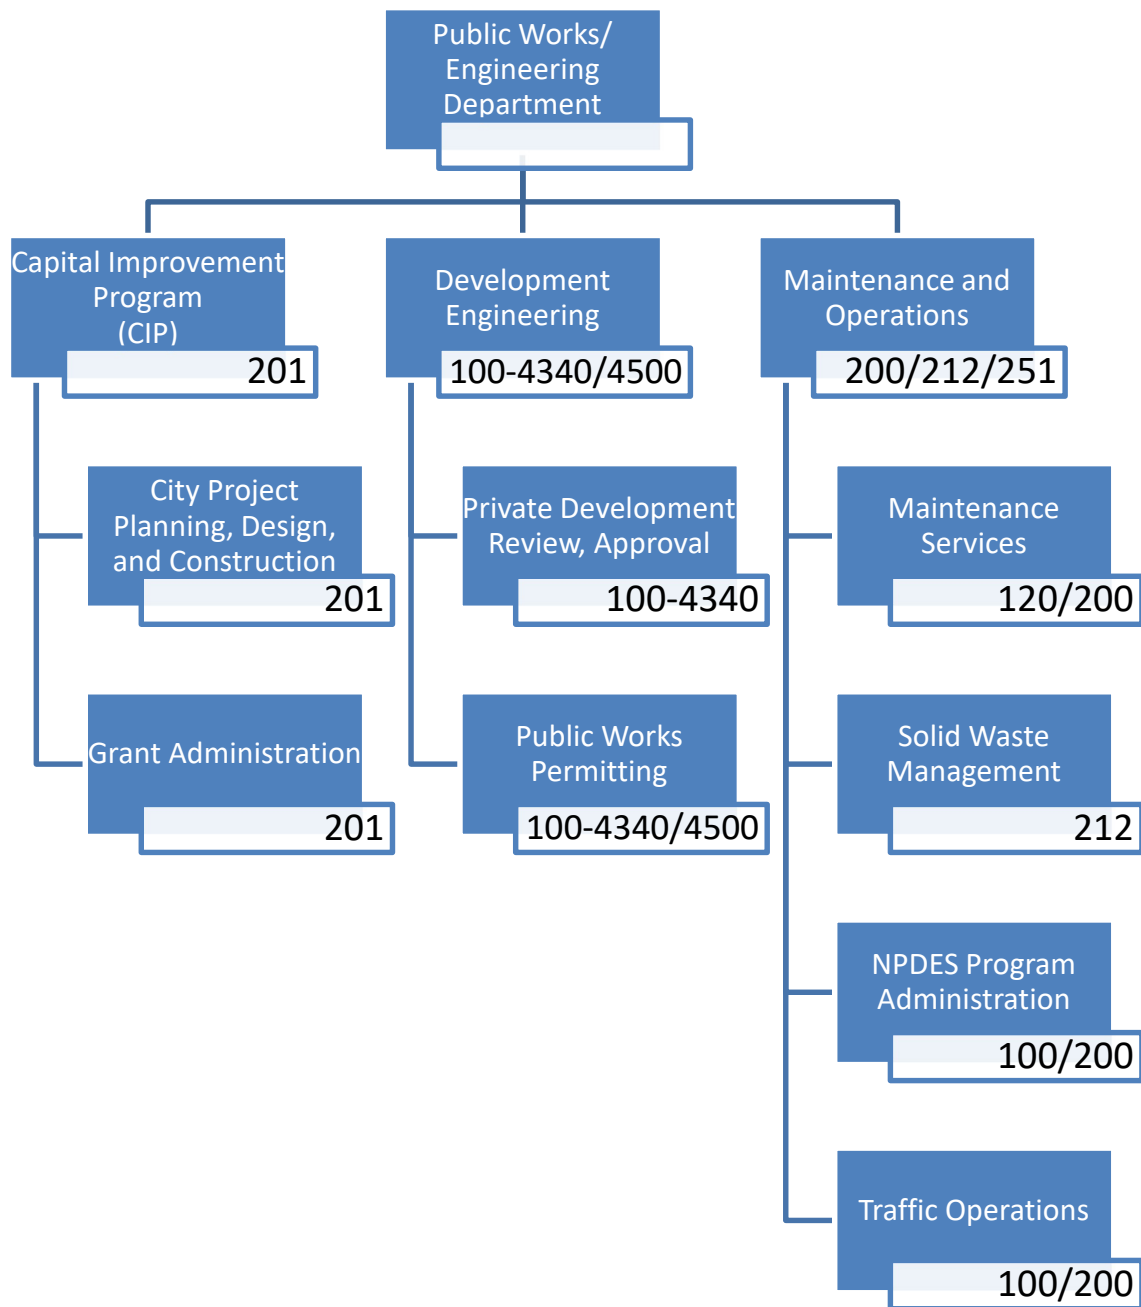 Public Works/
Engineering
Department
Capital Improvement
Program
(CIP)
201
City Project
Planning, Design,
and Construction
201
Grant Administration
201
Development
Engineering
100-4340/4500
Private Development
Review, Approval
100-4340
Public Works
Permitting
100-4340/4500
Maintenance and
Operations
200/212/251
Maintenance
Services
120/200
Solid Waste
Management
212
NPDES Program
Administration
100/200
Traffic Operations
100/200